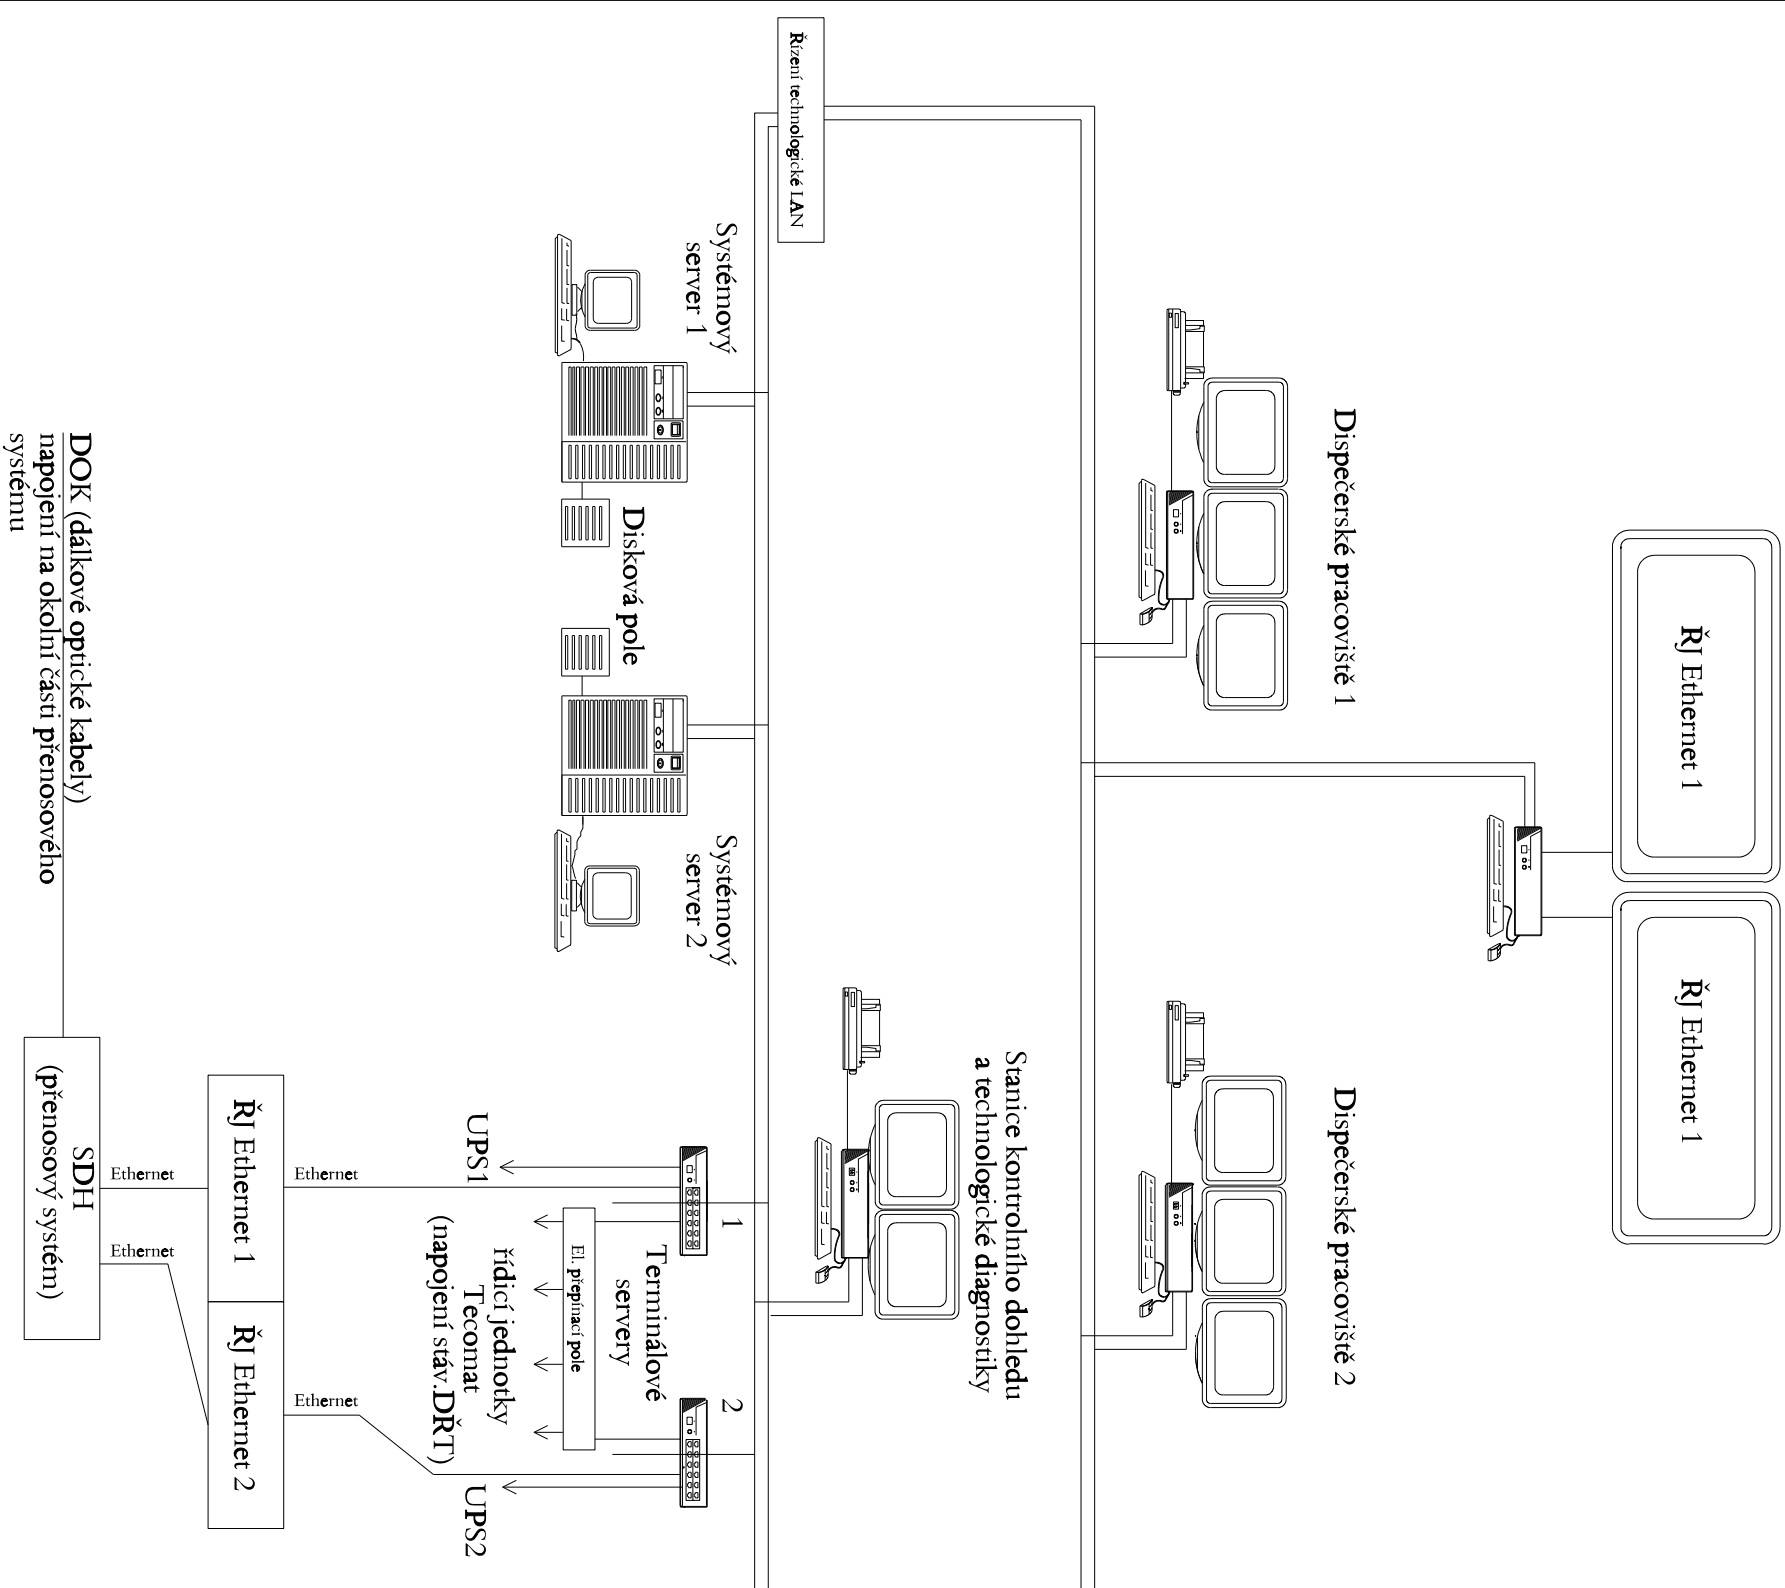 ŘJ Ethernet 1
ŘJ Ethernet 1
Dispečerské pracoviště 1
Dispečerské pracoviště 2
Stanice kontrolního dohledu
a technologické diagnostiky
Řízení technologické LAN
Systémový
server 1
Systémový
server 2
Disková pole
1
2
Terminálové
servery
El. přepínací pole
řídicí jednotky
Tecomat
(napojení stáv.DŘT)
UPS1
UPS2
Ethernet
Ethernet
ŘJ Ethernet 1
ŘJ Ethernet 2
Ethernet
Ethernet
SDH
(přenosový systém)
DOK (dálkové optické kabely)
napojení na okolní části přenosového
systému